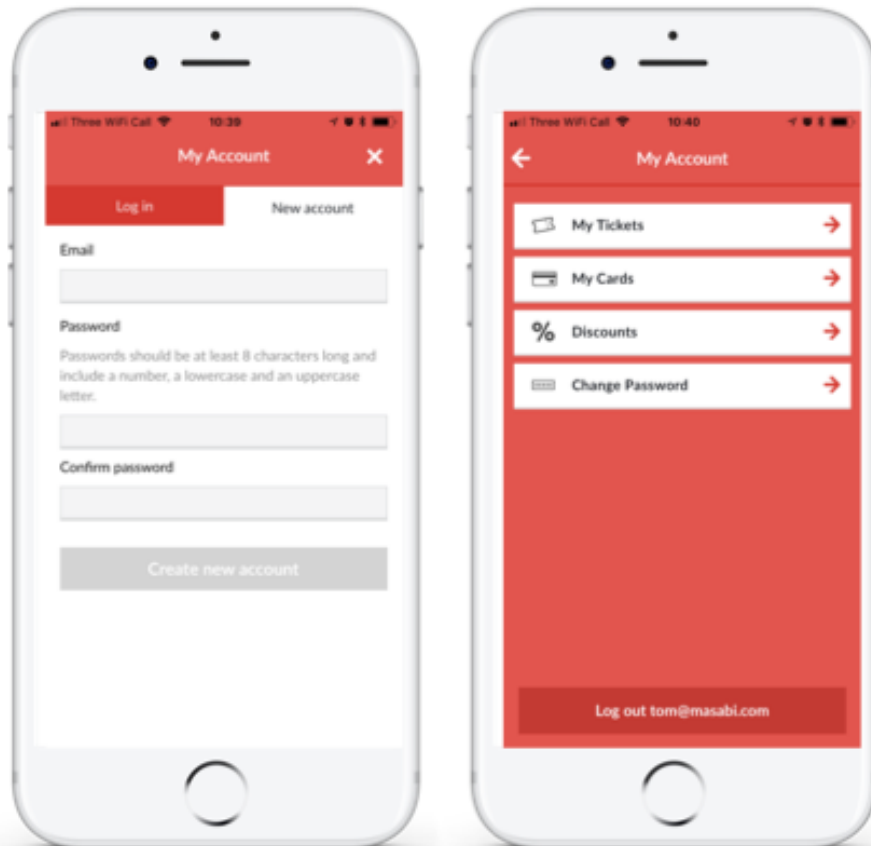 Three WiFi Call 10:39
My Account
Log in New account
Email
Password
Passwords should be at least 8 characters long and
include a number, a lowercase and an uppercase
letter.
Confirm password
Create new account
Three WiFi Call 10:40
My Account
My Tickets
My Cards
% Discounts
Change Password
Log out tom@masabi.com